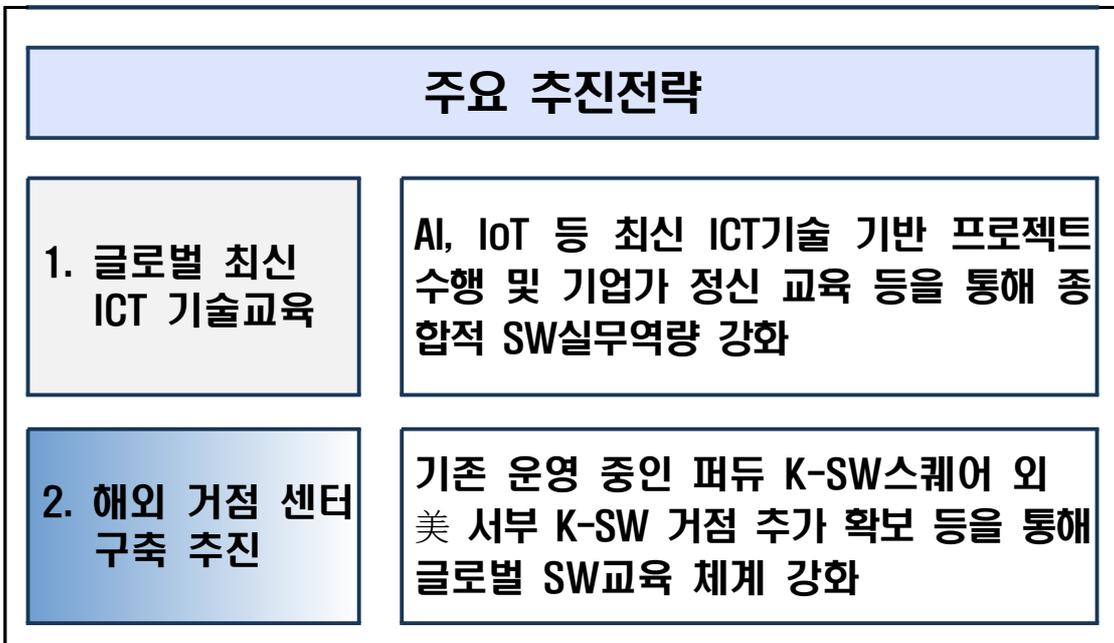 주요 추진전략
1. 글로벌 최신
ICT 기술교육
AI, IoT 등 최신 ICT기술 기반 프로젝트
수행 및 기업가 정신 교육 등을 통해 종
합적 SW실무역량 강화
2. 해외 거점 센터
구축 추진
기존 운영 중인 퍼듀 K-SW스퀘어 외
美 서부 K-SW 거점 추가 확보 등을 통해
글로벌 SW교육 체계 강화